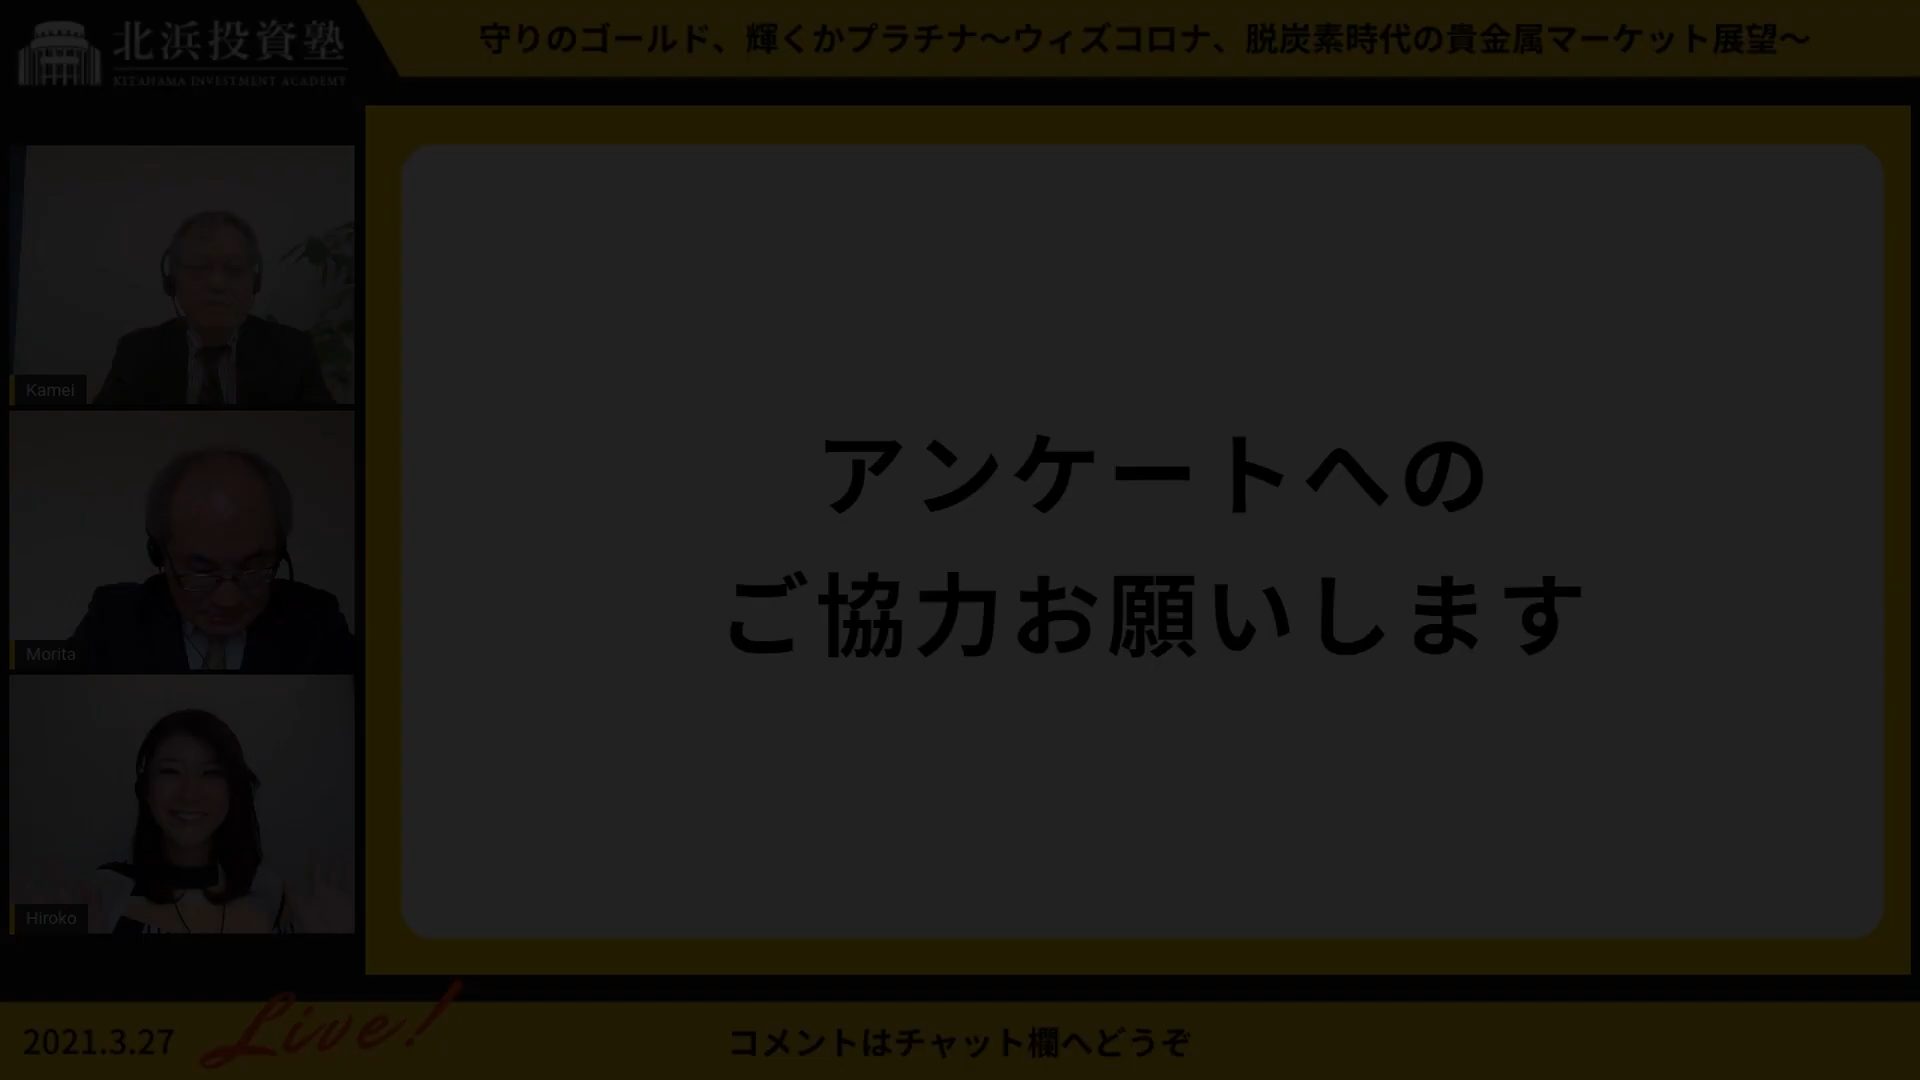 北浜投資塾
KITAHAMA INVESTMENT ACADEMY
守りのゴールド、輝くかプラチナ〜ウィズコロナ、脱炭素時代の貴金属マーケット展望〜
Kamei
Morita
Hiroko
アンケートへの
ご協力お願いします
2021.3.27
Live!
コメントはチャット欄へどうぞ